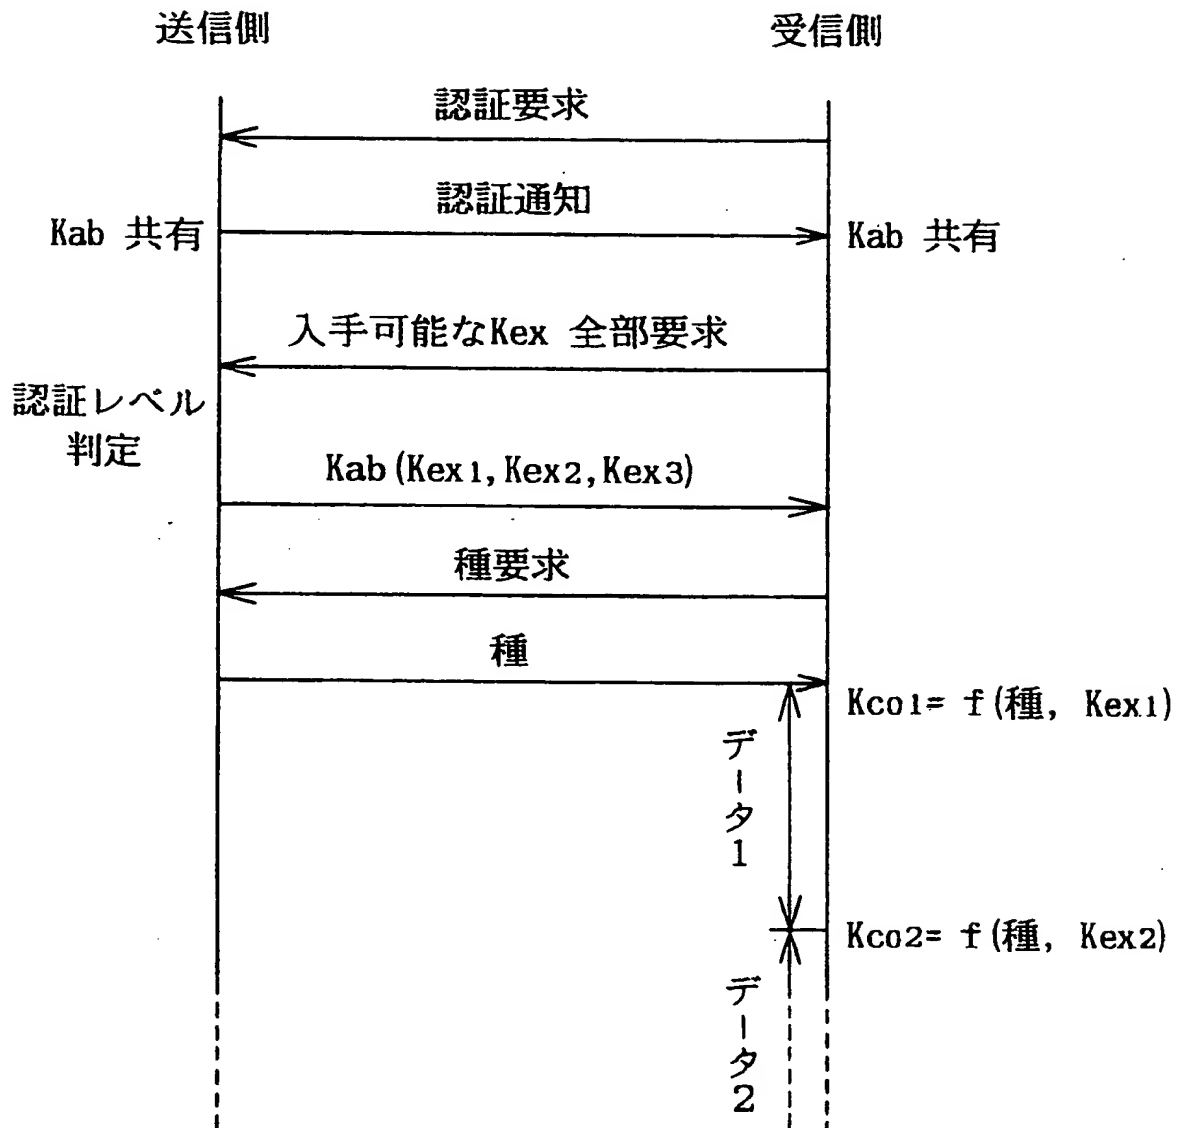 送信側
受信側
認証要求
認証通知
Kab 共有
Kab 共有
入手可能なKex 全部要求
認証レベル
判定
Kab(Kex1,Kex2,Kex3)
種要求
種
Kco1= f(種, Kex1)
データ1
Kco2= f(種, Kex2)
データ2